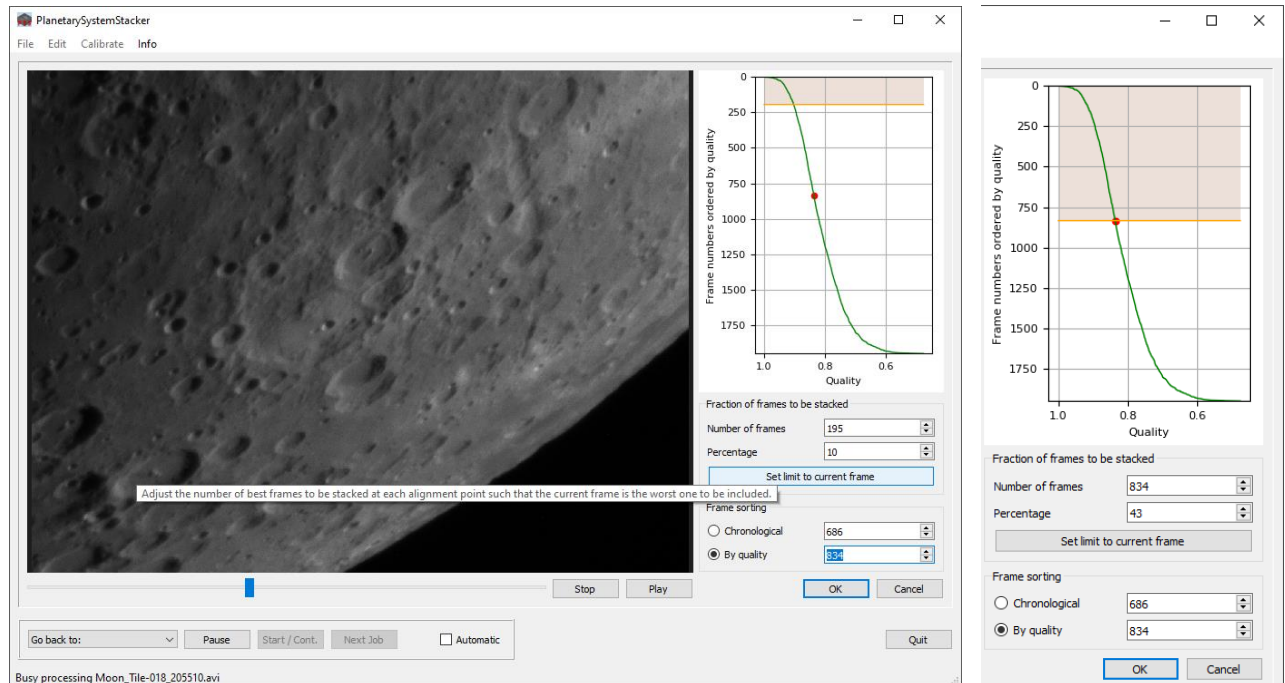 PlanetarySystemStacker
File Edit Calibrate Info
0
250
500
750
1000
1250
1500
1750
Frame numbers ordered by quality
1.0 0.8 0.6
Quality
Fraction of frames to be stacked
Number of frames 195
Percentage 10
Set limit to current frame
Adjust the number of best frames to be stacked at each alignment point such that the current frame is the worst one to be included.
Frame sorting
Chronological 686
By quality 834
Stop Play OK Cancel
Go back to: Pause Start / Cont. Next Job Automatic Quit
Busy processing Moon_Tile-018_205510.avi
0
250
500
750
1000
1250
1500
1750
Frame numbers ordered by quality
1.0 0.8 0.6
Quality
Fraction of frames to be stacked
Number of frames 834
Percentage 43
Set limit to current frame
Frame sorting
Chronological 686
By quality 834
OK Cancel